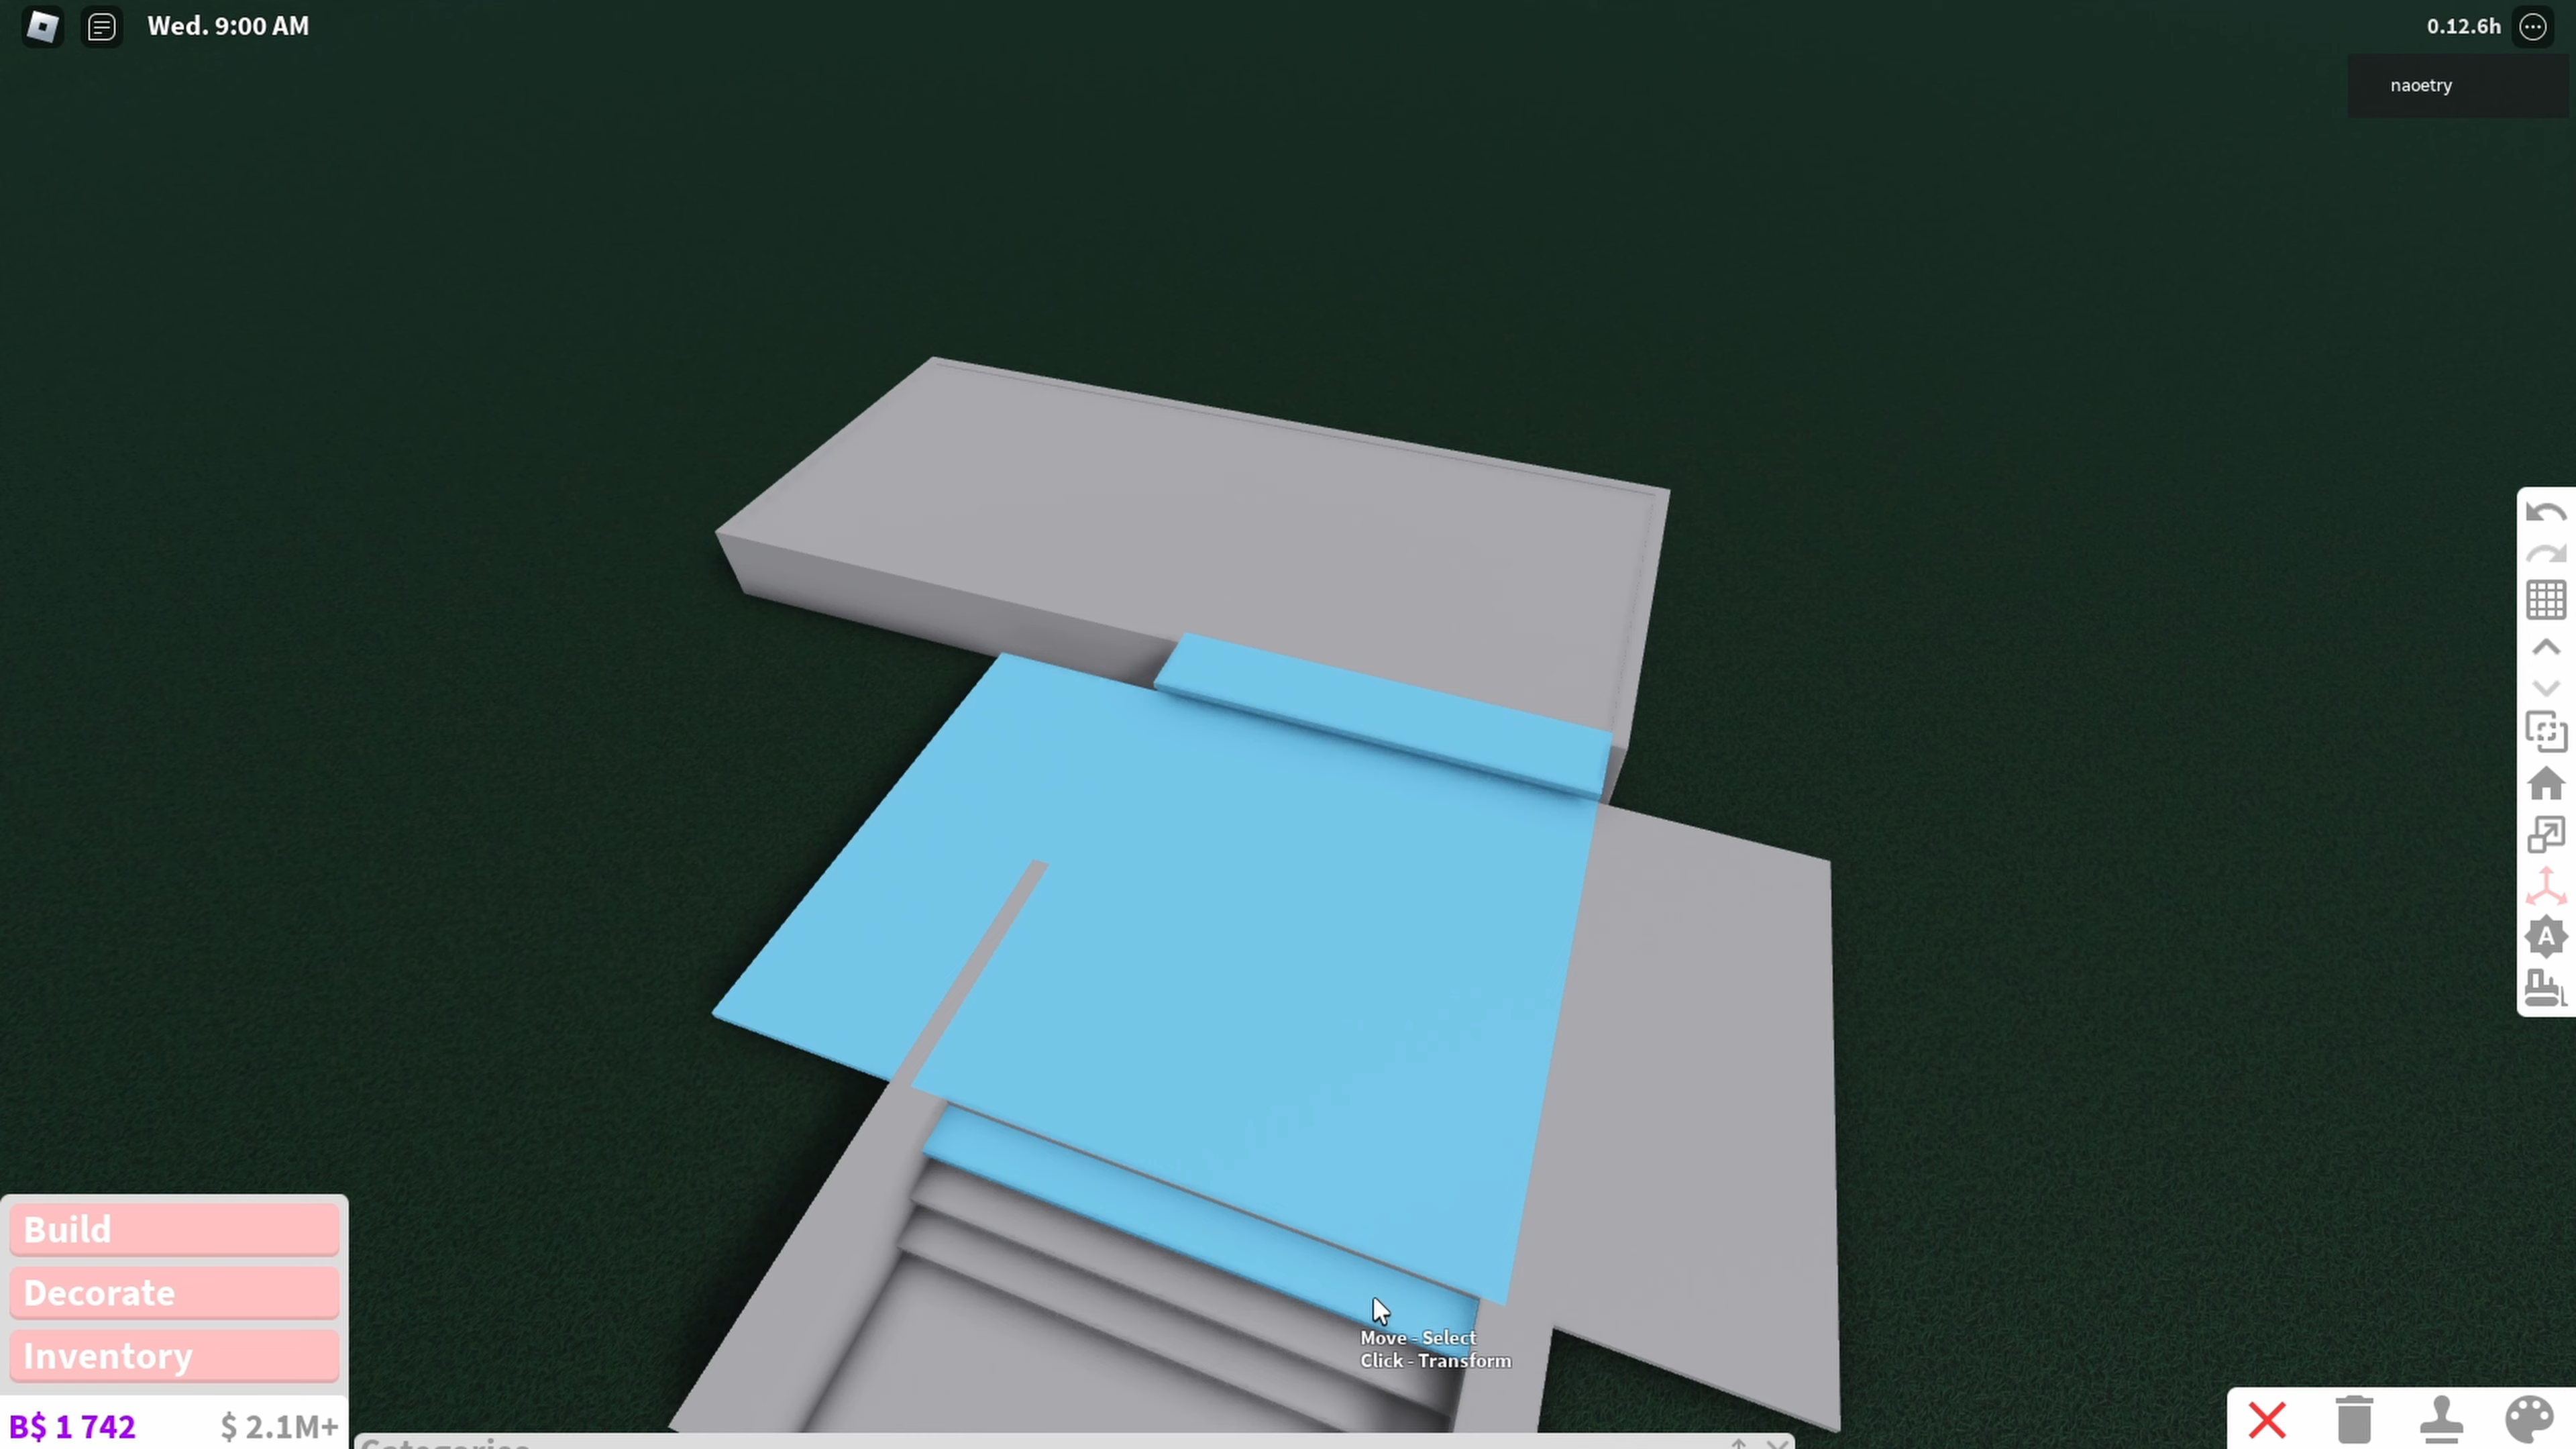 Wed. 9:00 AM
0.12.6h
naoetry
A
Move - Select
Click - Transform
Build
Decorate
Inventory
B$ 1 742
$ 2.1M+
Categories